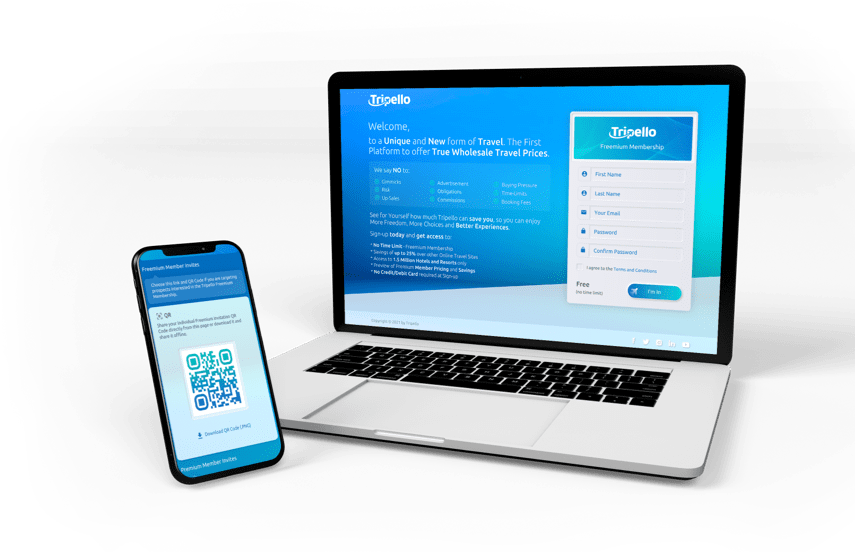 Tripello
Welcome,
to a Unique and New form of Travel. The First
Platform to offer True Wholesale Travel Prices.
We say NO to:
Gimmicks
Advertisement
Buying Pressure
Risk
Obligations
Time Limits
Up Sales
Commissions
Booking Fees
See for Yourself how much Tripello can save you, so you can enjoy
More Freedom, More Choices and Better Experiences.
Sign-up today and get access to:
* No Time Limit - Freemium Membership
* Savings of up to 25% over other Online Travel Sites
* Access to 1.5 Million Hotels and Resorts only
* Preview of Premium Member Pricing and Savings
* No Credit/Debit Card required at Sign-up
Copyright © 2021 by Tripello
Tripello
Freemium Membership
First Name
Last Name
Your Email
Password
Confirm Password
I agree to the Terms and Conditions
Free
(no time limit)
I'm In
Freemium Member Invites
Choose this link and QR Code if you are targeting
prospects interested in the Tripello Freemium
Membership.
QR
Share your individual Freemium Invitation QR
Code directly from this page or download it and
share it offline.
Download QR Code (.PNG)
Freemium Member Invites